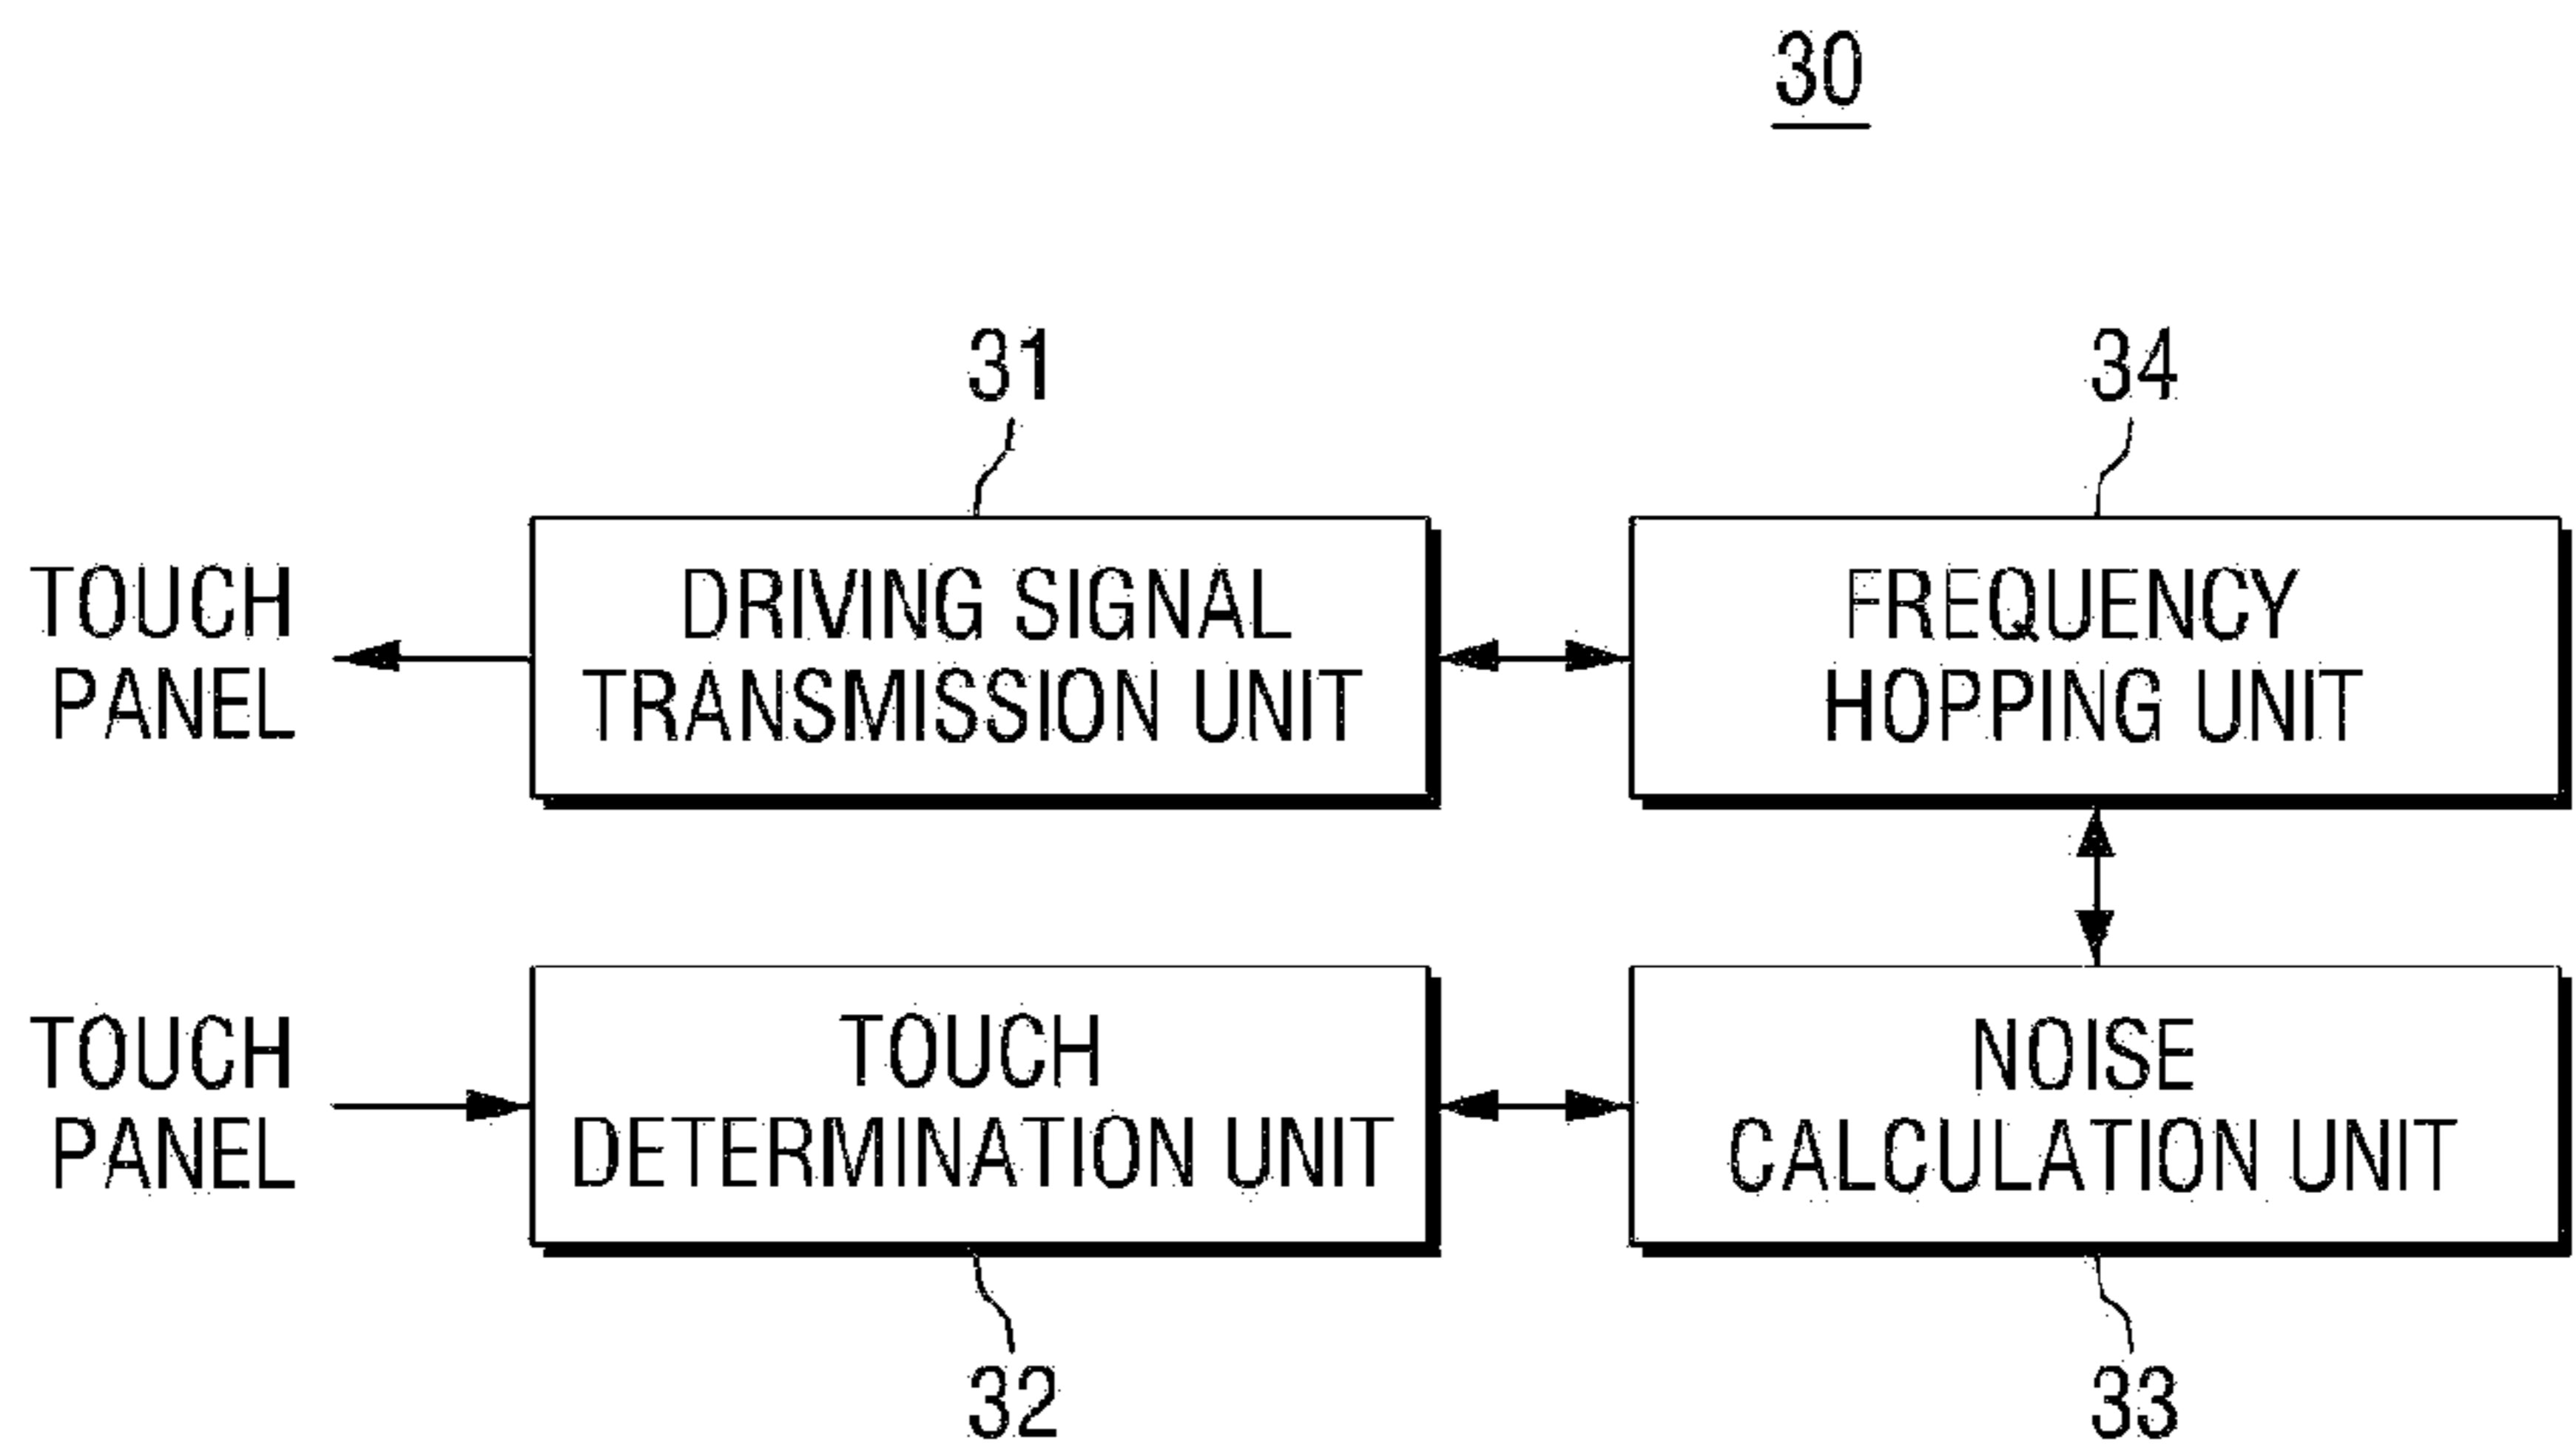 30
31
34
TOUCH
PANEL
DRIVING SIGNAL
TRANSMISSION UNIT
FREQUENCY
HOPPING UNIT
TOUCH
PANEL
TOUCH
DETERMINATION UNIT
NOISE
CALCULATION UNIT
32
33